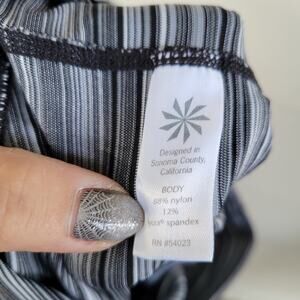 Designed in
Sonoma County,
California
BODY
88% nylon
12%
spandex
RN #54023